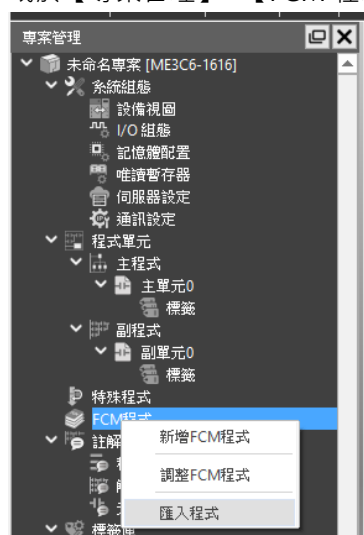 專案管理
未命名專案 [ME3C6-1616]
系統組態
設備視圖
I/O 組態
記憶體配置
唯讀暫存器
伺服器設定
通訊設定
程式單元
主程式
主單元0
標籤
副程式
副單元0
標籤
特殊程式
FCM程式
新增FCM程式
註解
調整FCM程式
匯入程式